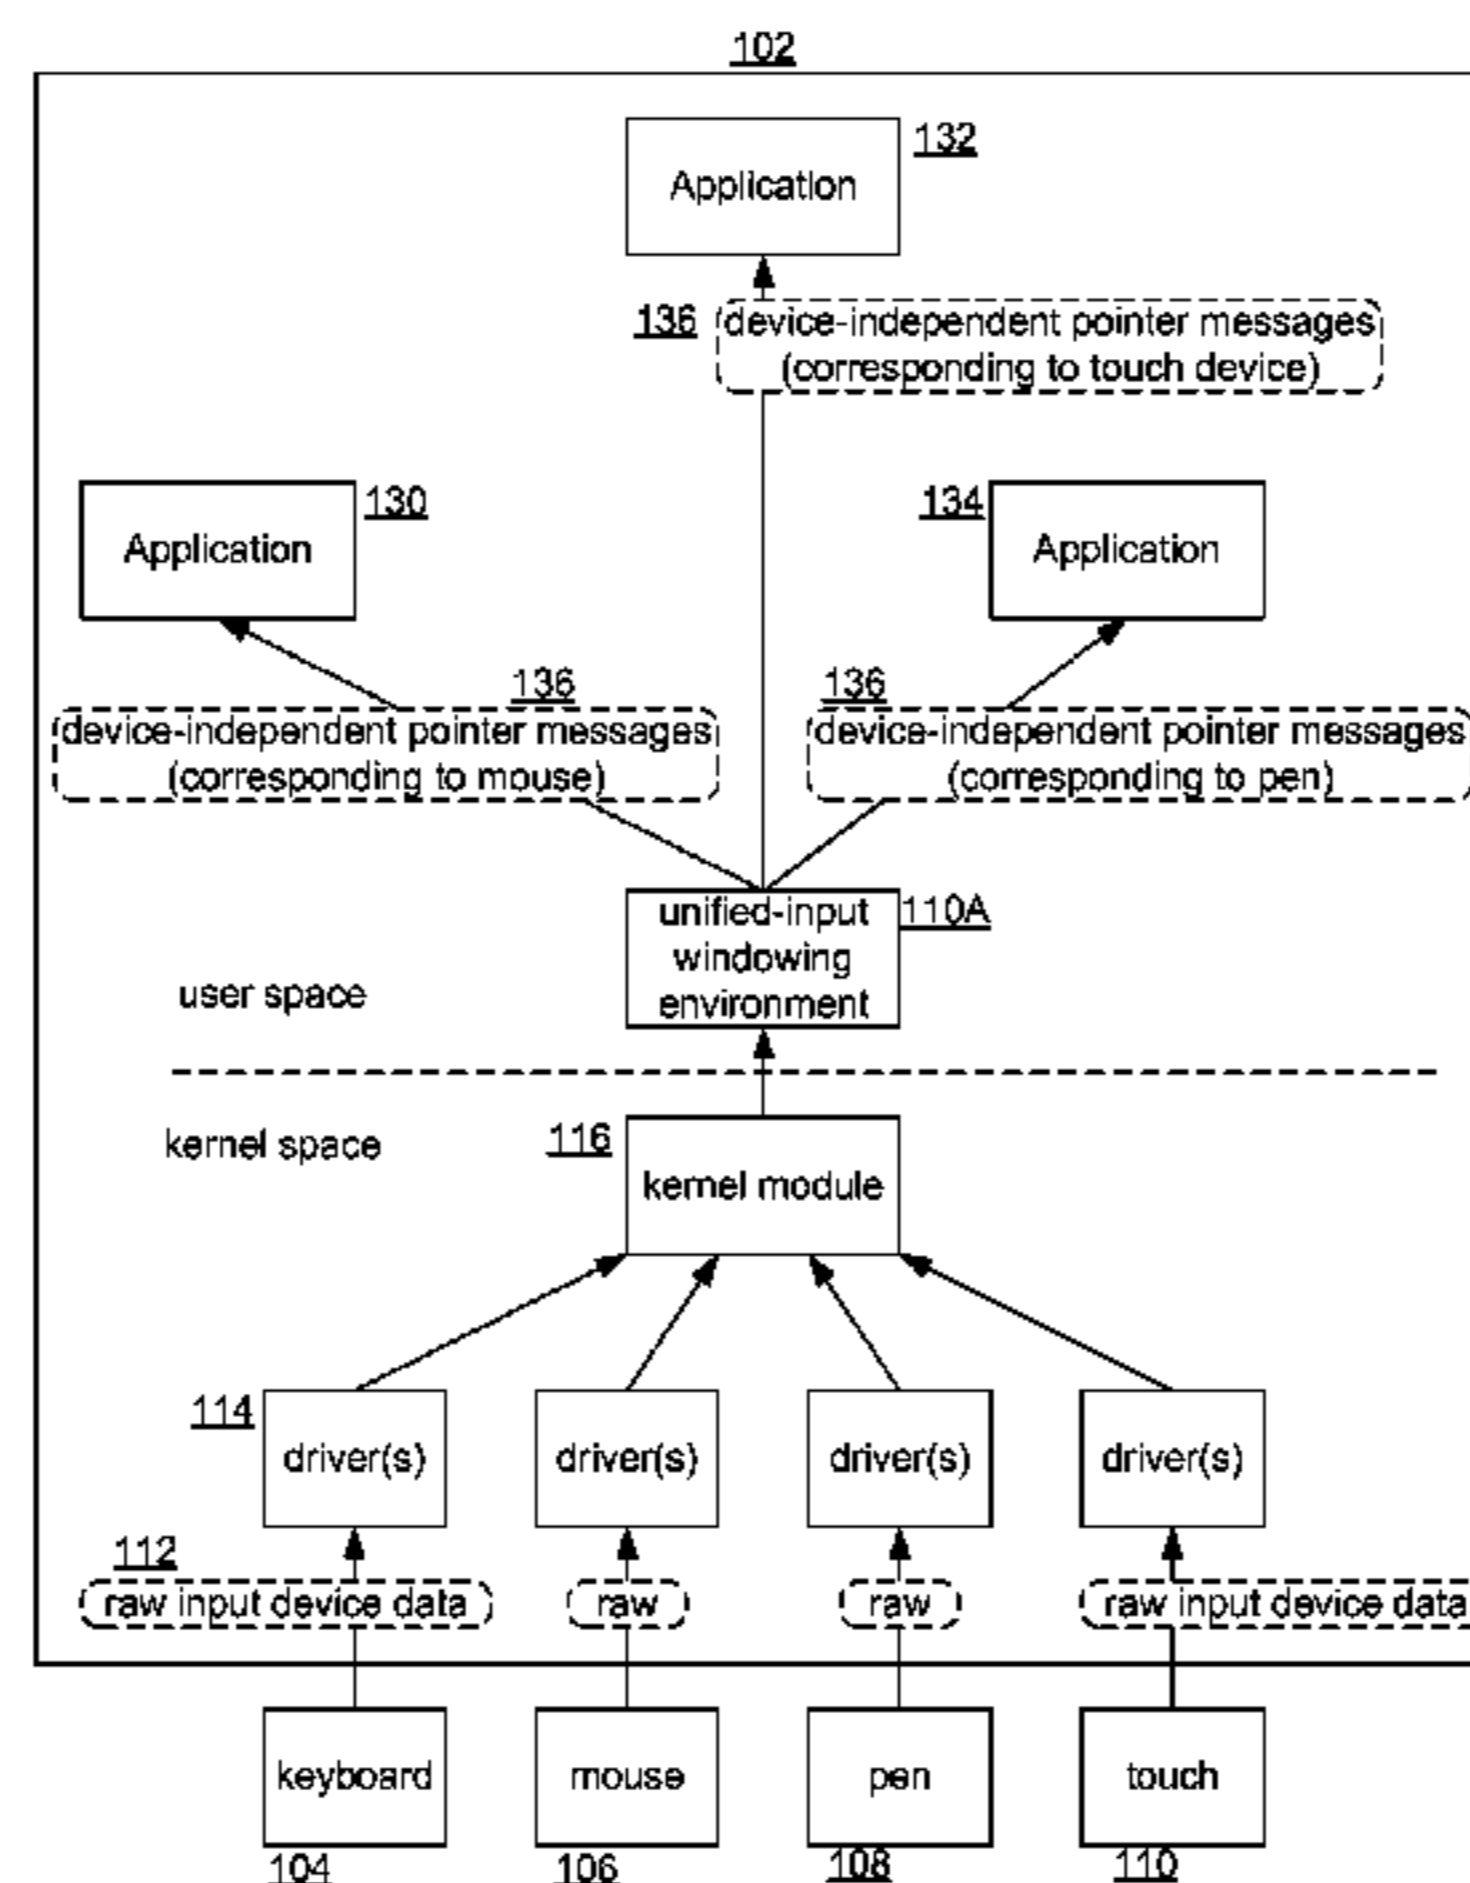 102
132
Application
136
device-independent pointer messages
(corresponding to touch device)
130
134
Application
Application
136
136
device-independent pointer messages
(corresponding to mouse)
device-independent pointer messages
(corresponding to pen)
unified-input
windowing
environment
110A
user space
kernel space
116
kernel module
114
driver(s)
driver(s)
driver(s)
driver(s)
112
raw input device data
raw
raw
raw input device data
keyboard
mouse
pen
touch
104
106
108
110